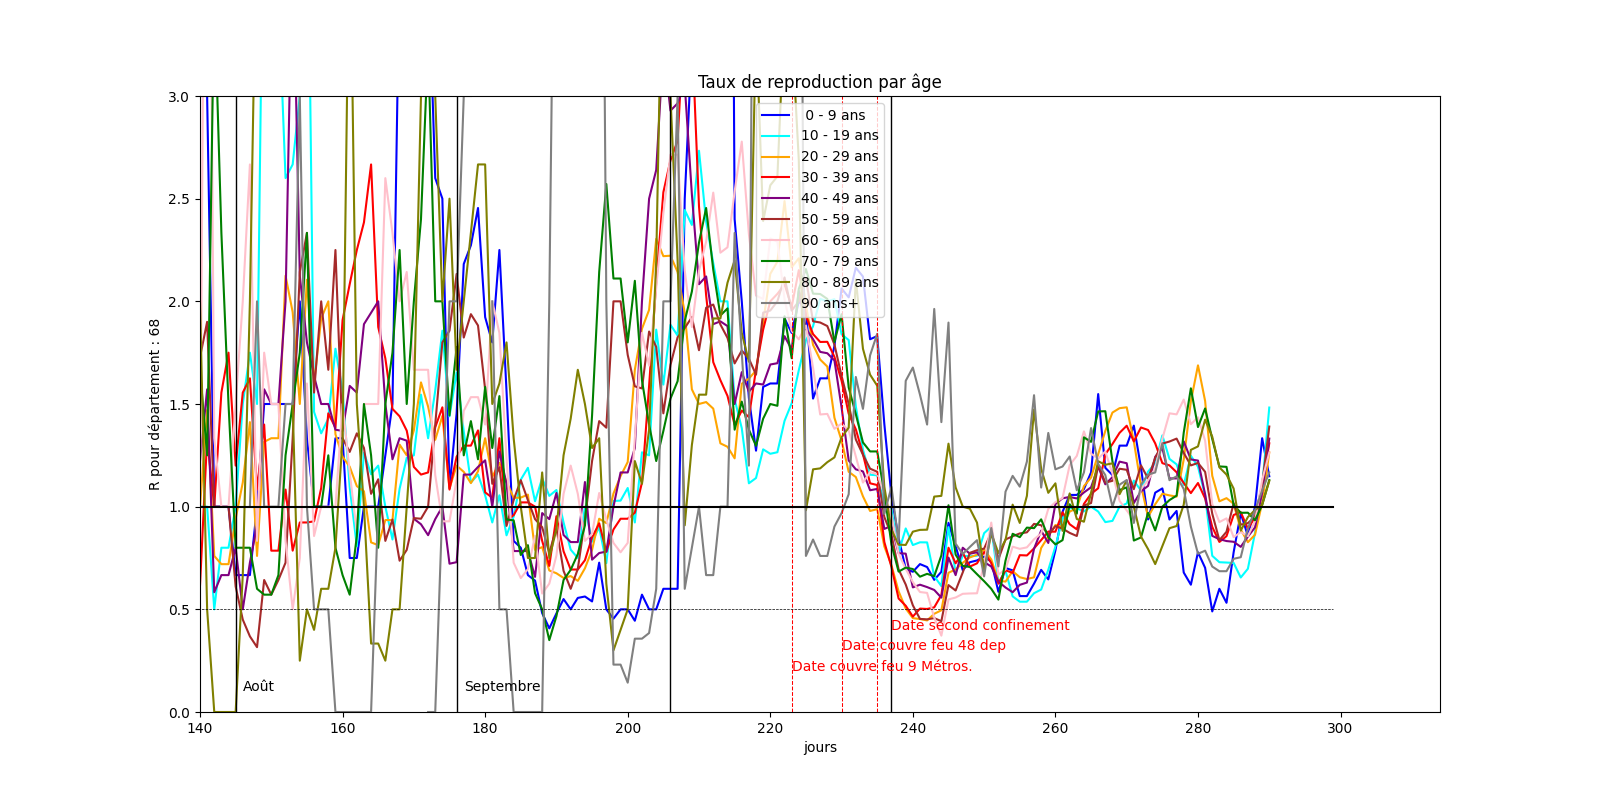 Taux de reproduction par âge
3.0
2.5
2.0
1.5
1.0
0.5
0.0
R pour département : 68
0 - 9 ans
10 - 19 ans
20 - 29 ans
30 - 39 ans
40 - 49 ans
50 - 59 ans
60 - 69 ans
70 - 79 ans
80 - 89 ans
90 ans+
Date second confinement
Date couvre feu 48 dep
Date couvre feu 9 Métros.
Août
Septembre
140
160
180
200
220
240
260
280
300
jours